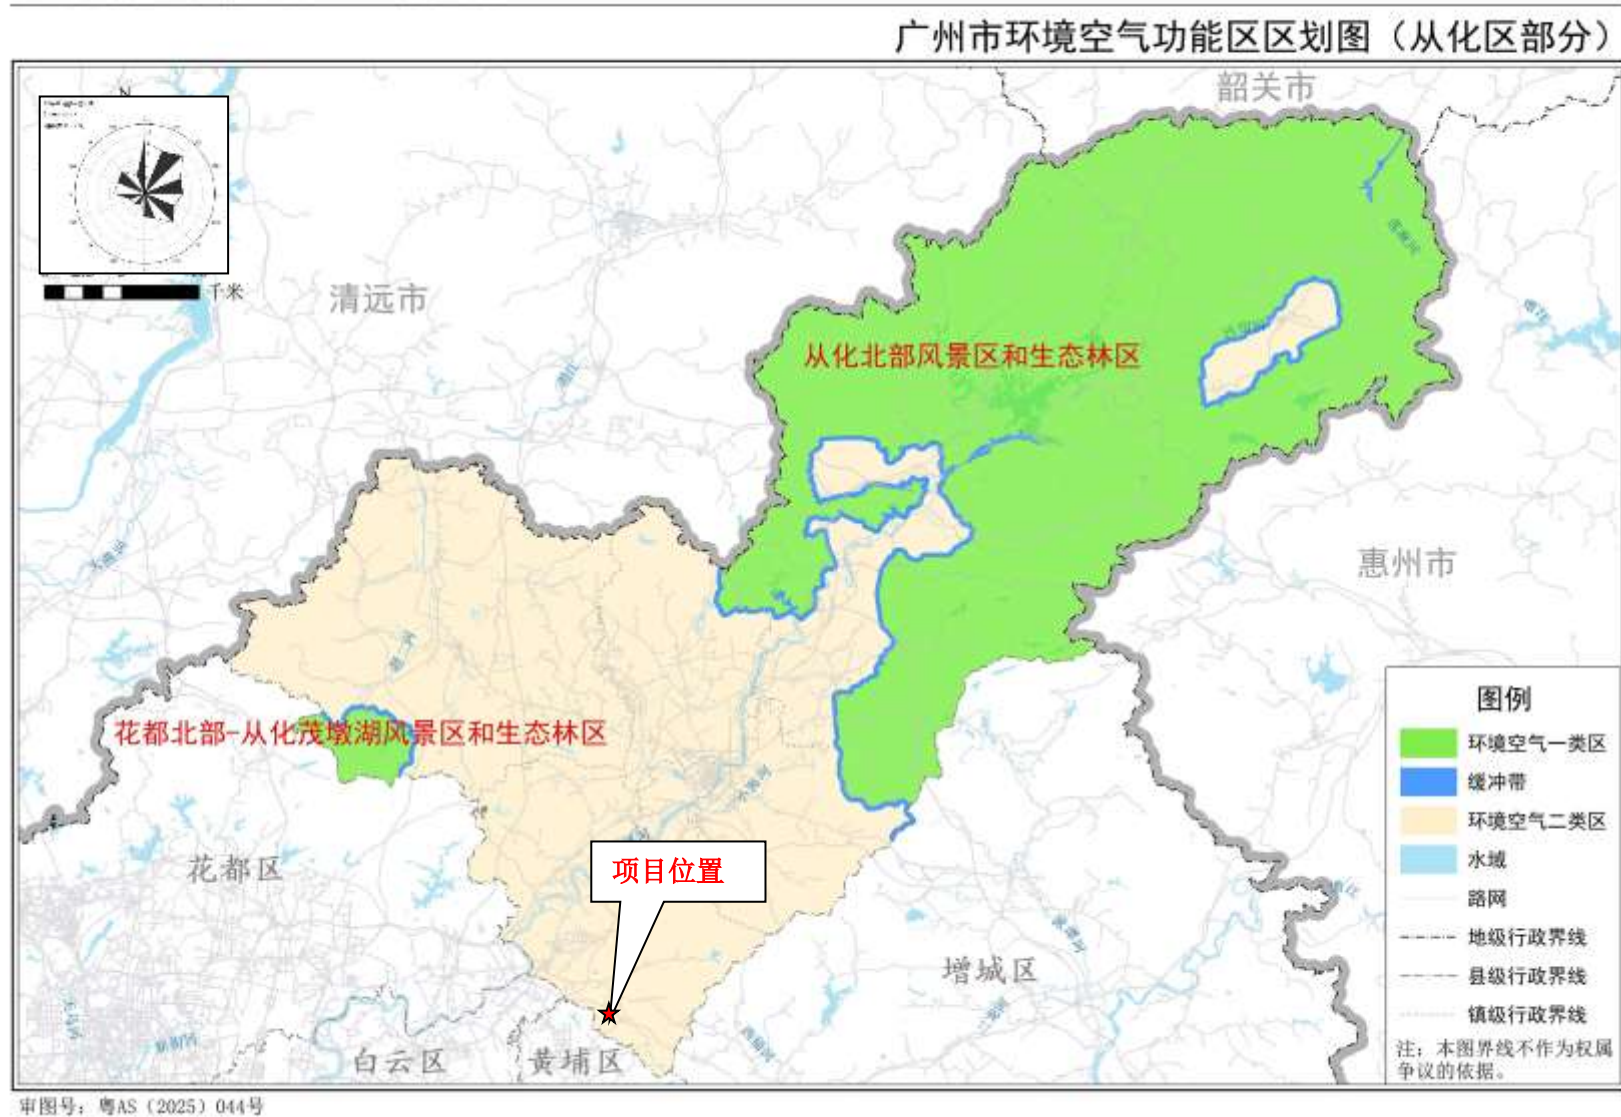 广州市环境空气功能区区划图（从化区部分）
韶关市
N
千米
清远市
从化北部风景区和生态林区
惠州市
花都北部-从化茂墩湖风景区和生态林区
花都区
项目位置
增城区
白云区
黄埔区
图例
环境空气一类区
缓冲带
环境空气二类区
水域
路网
地级行政界线
县级行政界线
镇级行政界线
注：本图界线不作为权属
争议的依据。
审图号：粤AS（2025）044号